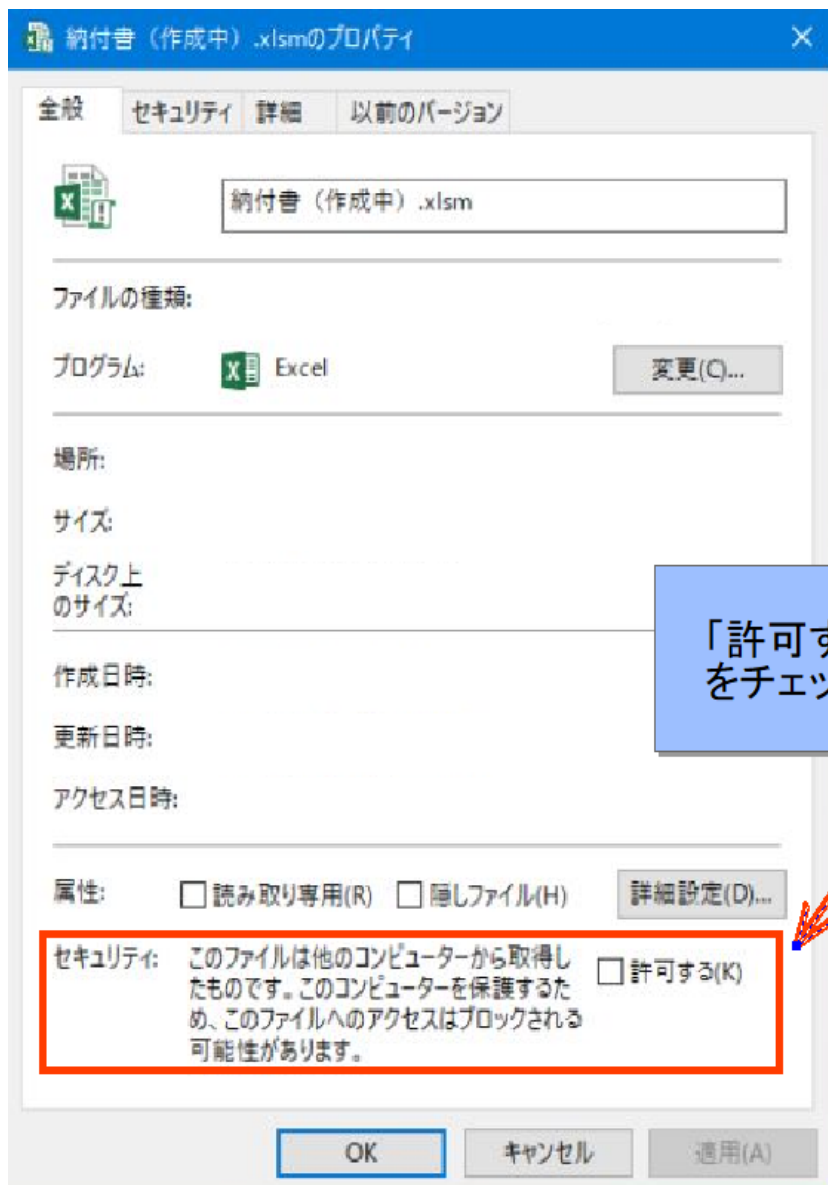 納付書（作成中）.xlsmのプロパティ
全般 セキュリティ 詳細 以前のバージョン
納付書（作成中）.xlsm
ファイルの種類:
プログラム: Excel 変更(C)...
場所:
サイズ:
ディスク上
のサイズ:
「許可す
をチェッ
作成日時:
更新日時:
アクセス日時:
属性: 読み取り専用(R) 隠しファイル(H) 詳細設定(D)...
セキュリティ: このファイルは他のコンピューターから取得し 許可する(K)
たものです。このコンピューターを保護するた
め、このファイルへのアクセスはブロックされる
可能性があります。
OK キャンセル 適用(A)